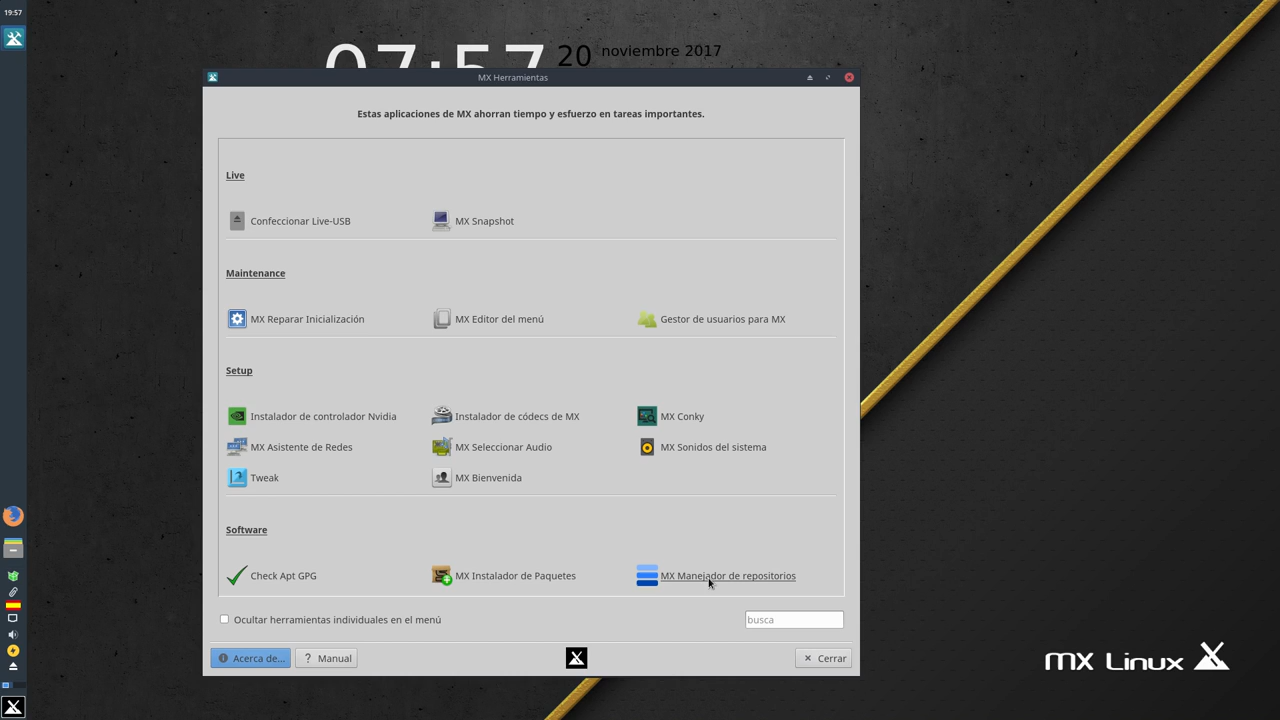 19:57
07:57 20 noviembre 2017
MX Herramientas
Estas aplicaciones de MX ahorran tiempo y esfuerzo en tareas importantes.
Live
Confeccionar Live-USB
MX Snapshot
Maintenance
MX Reparar Inicialización
MX Editor del menú
Gestor de usuarios para MX
Setup
Instalador de controlador Nvidia
Instalador de códecs de MX
MX Conky
MX Asistente de Redes
MX Seleccionar Audio
MX Sonidos del sistema
Tweak
MX Bienvenida
Software
Check Apt GPG
MX Instalador de Paquetes
MX Manejador de repositorios
Ocultar herramientas individuales en el menú
busca
Acerca de...
? Manual
Cerrar
MX Linux